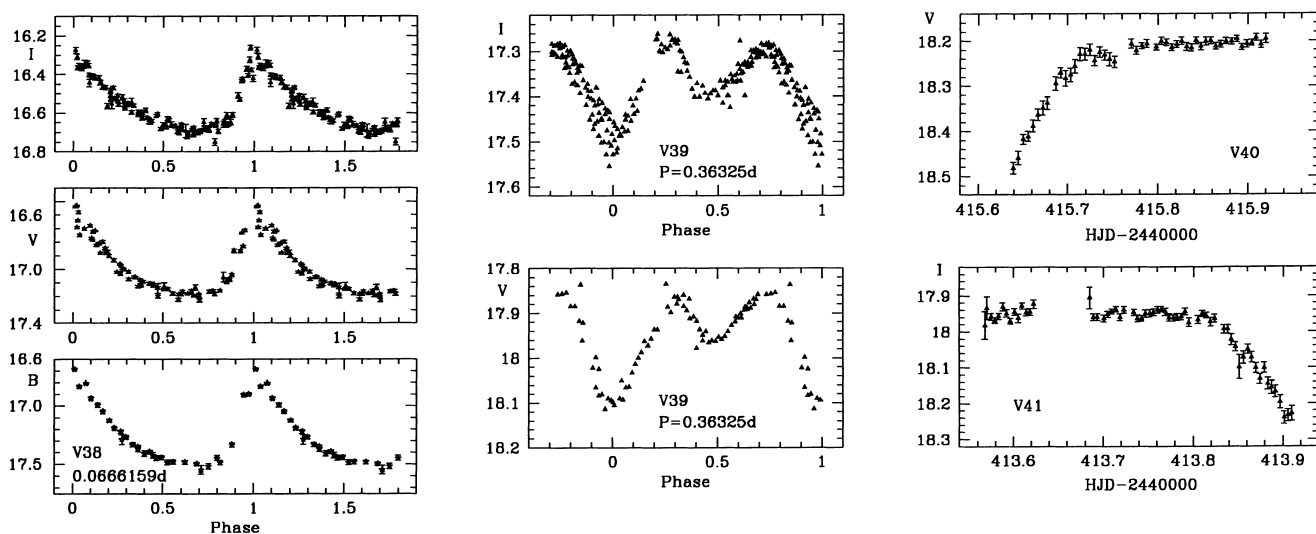 16.2
I
16.4
16.6
16.8
0 0.5 1 1.5
16.6
V
17.0
17.4
16.6
B
17.0
17.5
V38
0.0666159d
0 0.5 1 1.5
Phase
I
17.3
17.4
17.5
17.6
V39
P=0.36325d
0 0.5 1
Phase
17.8
V
17.9
18
18.1
18.2
V39
P=0.36325d
0 0.5 1
Phase
V
18.2
18.3
18.4
18.5
V40
415.6 415.7 415.8 415.9
HJD-2440000
I
17.9
18
18.1
18.2
18.3
V41
413.6 413.7 413.8 413.9
HJD-2440000